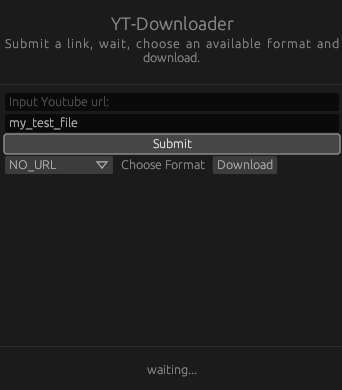 YT-Downloader
Submit a link, wait, choose an available format and
download.
Input Youtube url:
my_test_file
Submit
NO_URL Choose Format Download
waiting...